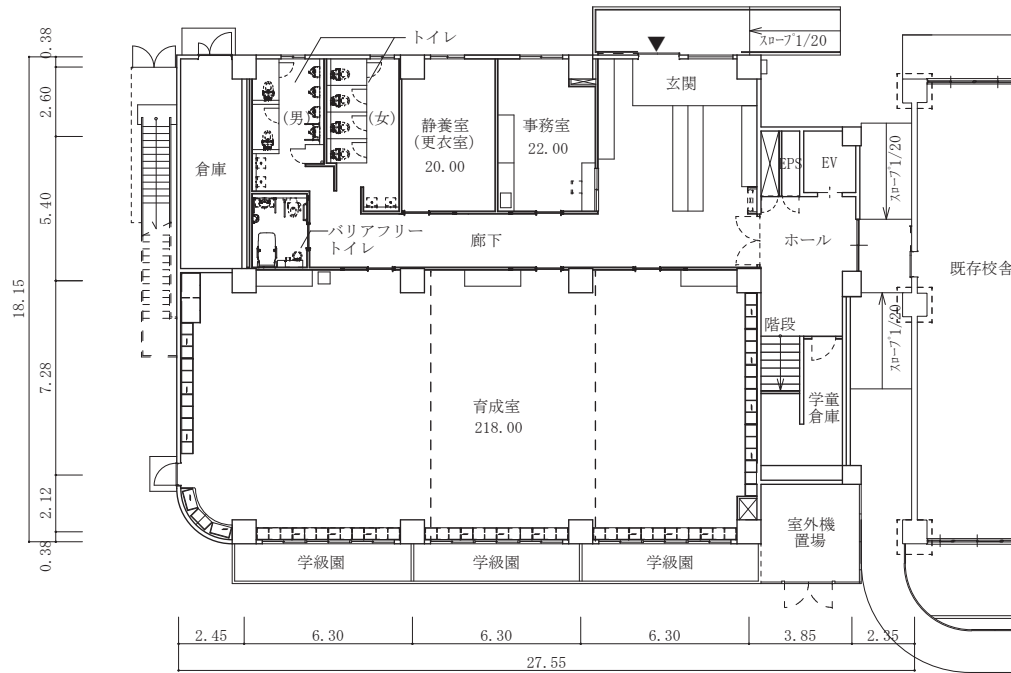 トイレ
ｽﾛｰﾌﾟ1/20
玄関
(男)
(女)
静養室
(更衣室)
20.00
事務室
22.00
倉庫
EPS
EV
ｽﾛｰﾌﾟ1/20
バリアフリー
トイレ
廊下
ホール
既存校舎
階段
ｽﾛｰﾌﾟ1/20
育成室
218.00
学童
倉庫
室外機
置場
学級園
学級園
学級園
0.38
2.60
5.40
18.15
7.28
2.12
0.38
2.45
6.30
6.30
6.30
3.85
2.35
27.55